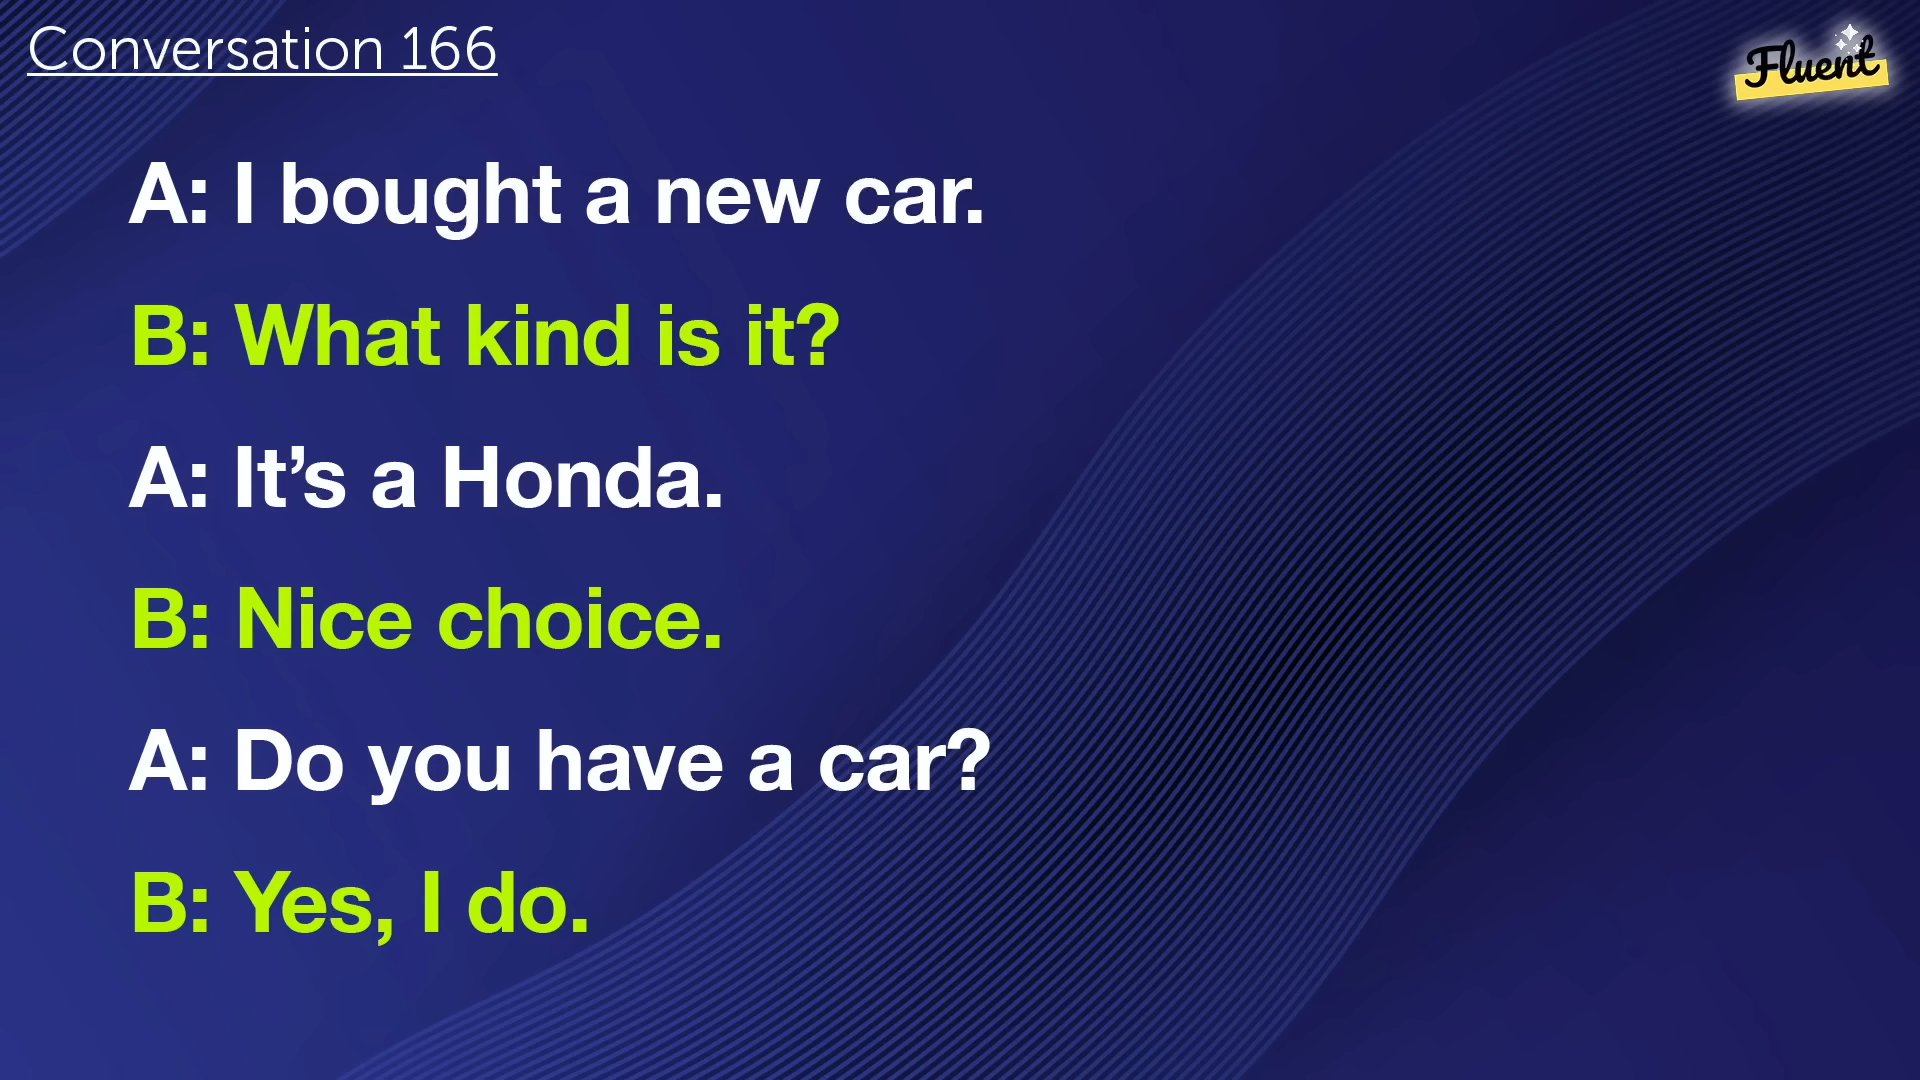 Conversation 166
Fluent
A: I bought a new car.
B: What kind is it?
A: It’s a Honda.
B: Nice choice.
A: Do you have a car?
B: Yes, I do.